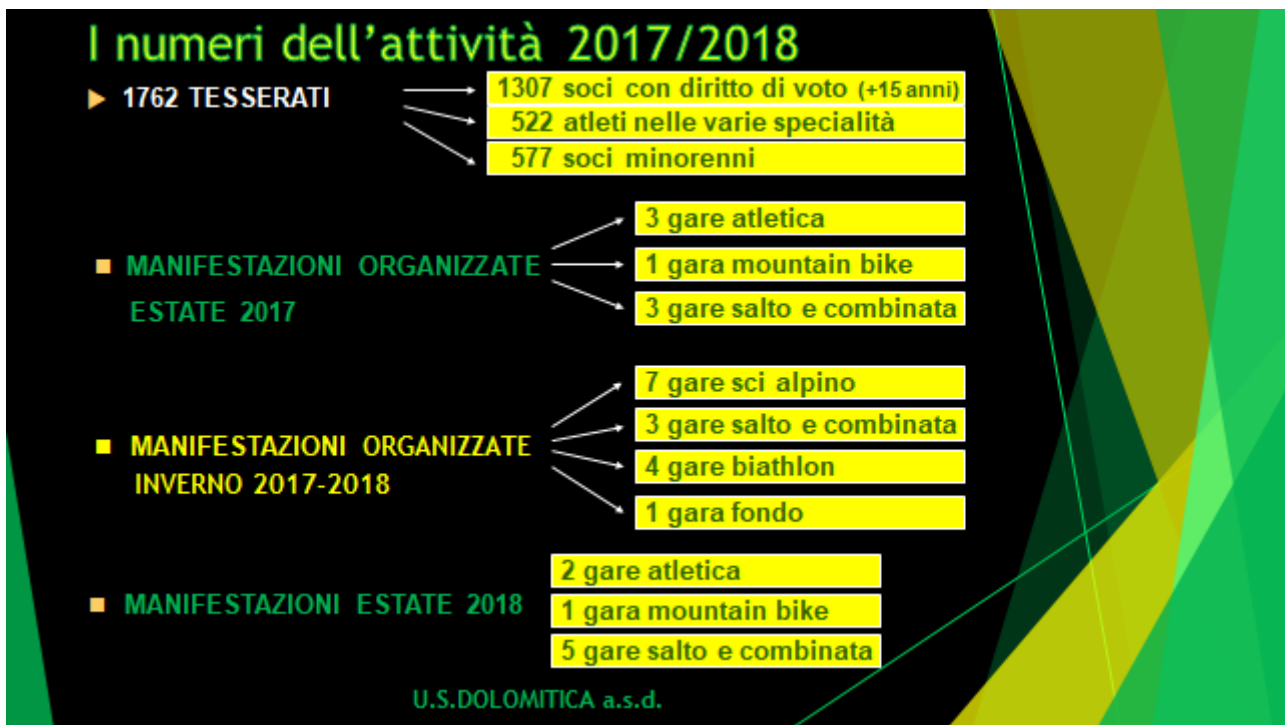 I numeri dell'attività 2017/2018
1762 TESSERATI
1307 soci con diritto di voto (+15 anni)
522 atleti nelle varie specialità
577 soci minorenni
MANIFESTAZIONI ORGANIZZATE
ESTATE 2017
3 gare atletica
1 gara mountain bike
3 gare salto e combinata
MANIFESTAZIONI ORGANIZZATE
INVERNO 2017-2018
7 gare sci alpino
3 gare salto e combinata
4 gare biathlon
1 gara fondo
MANIFESTAZIONI ESTATE 2018
2 gare atletica
1 gara mountain bike
5 gare salto e combinata
U.S.DOLOMITICA a.s.d.